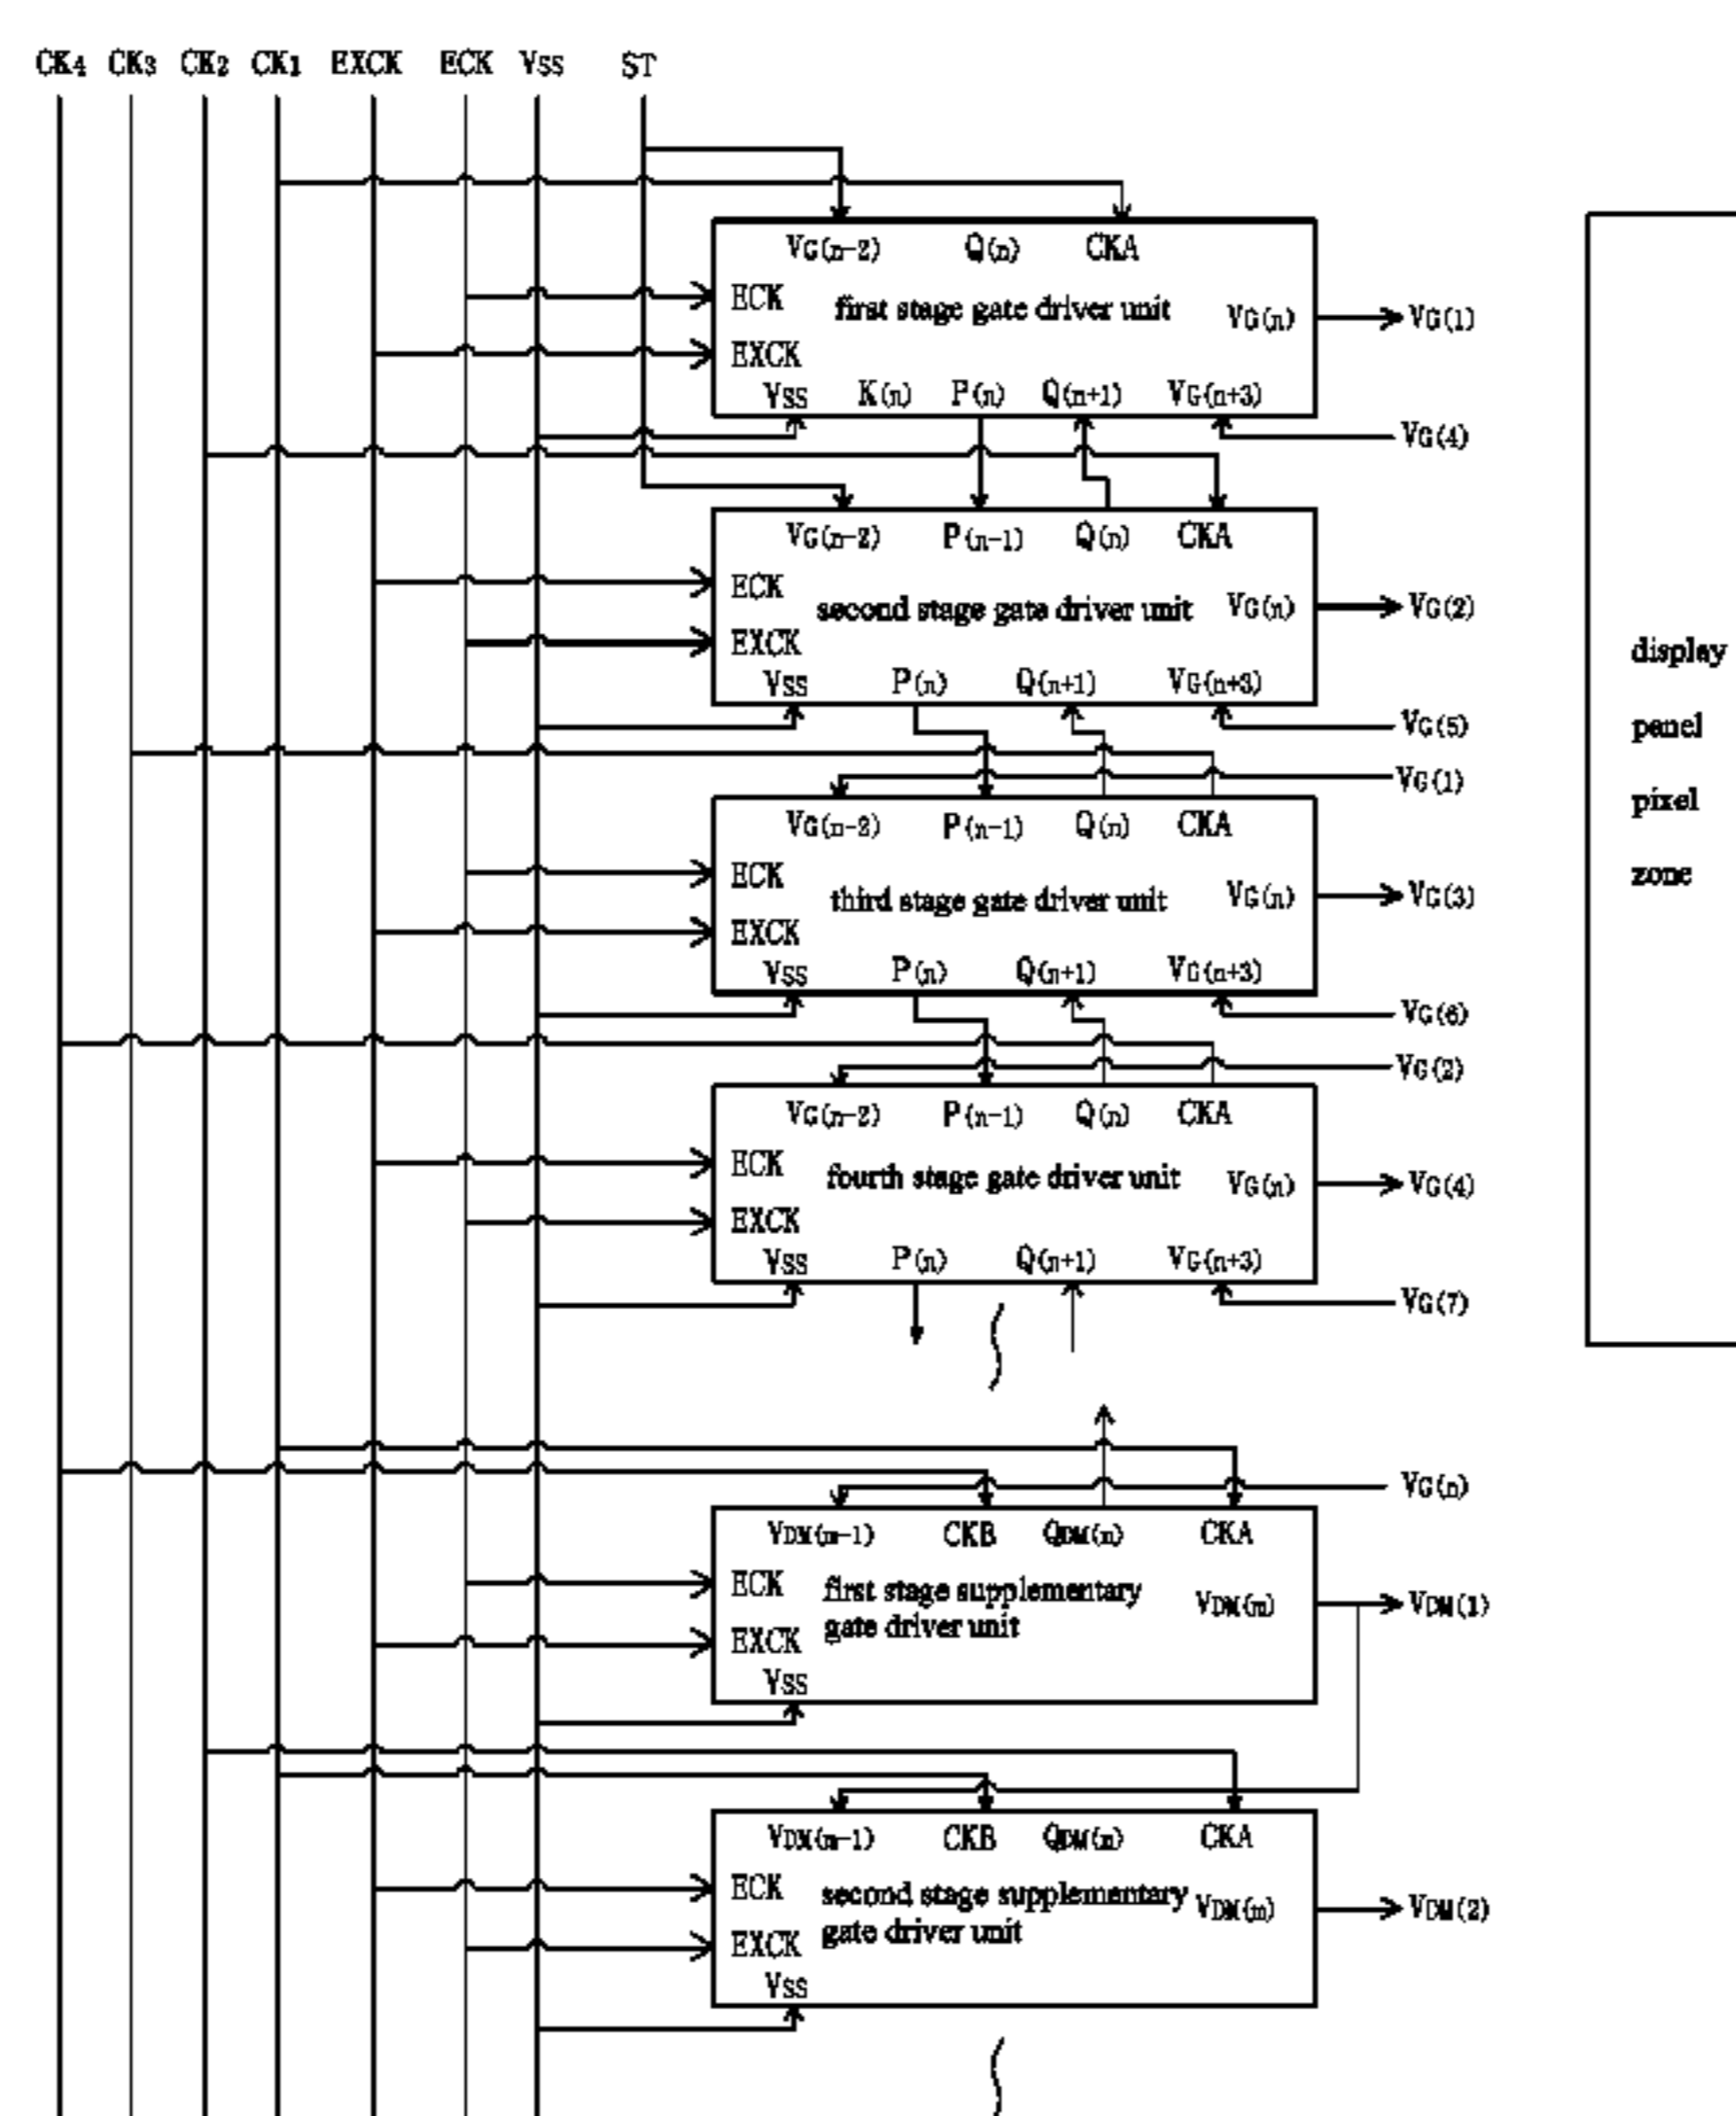 CK4 CK3 CK2 CK1 EXCK ECK VSS ST
VG(n-2) Q(n) CKA
ECK first stage gate driver unit VG(n) VG(1)
EXCK
VSS K(n) P(n) Q(n+1) VG(n+3)
VG(4)
VG(n-2) P(n-1) Q(n) CKA
ECK
second stage gate driver unit VG(n) VG(2)
EXCK
VSS P(n) Q(n+1) VG(n+3)
VG(5)
VG(1)
VG(n-2) P(n-1) Q(n) CKA
ECK
third stage gate driver unit VG(n) VG(3)
EXCK
VSS P(n) Q(n+1) VG(n+3)
VG(6)
VG(2)
VG(n-2) P(n-1) Q(n) CKA
ECK fourth stage gate driver unit VG(n) VG(4)
EXCK
VSS P(n) Q(n+1) VG(n+3)
VG(7)
VG(n)
VDM(m-1) CKB QDM(m) CKA
ECK first stage supplementary
gate driver unit
VDM(m) VDM(1)
EXCK
VSS
VDM(m-1) CKB QDM(m) CKA
ECK second stage supplementary
gate driver unit
VDM(m) VDM(2)
EXCK
VSS
display
panel
pixel
zone